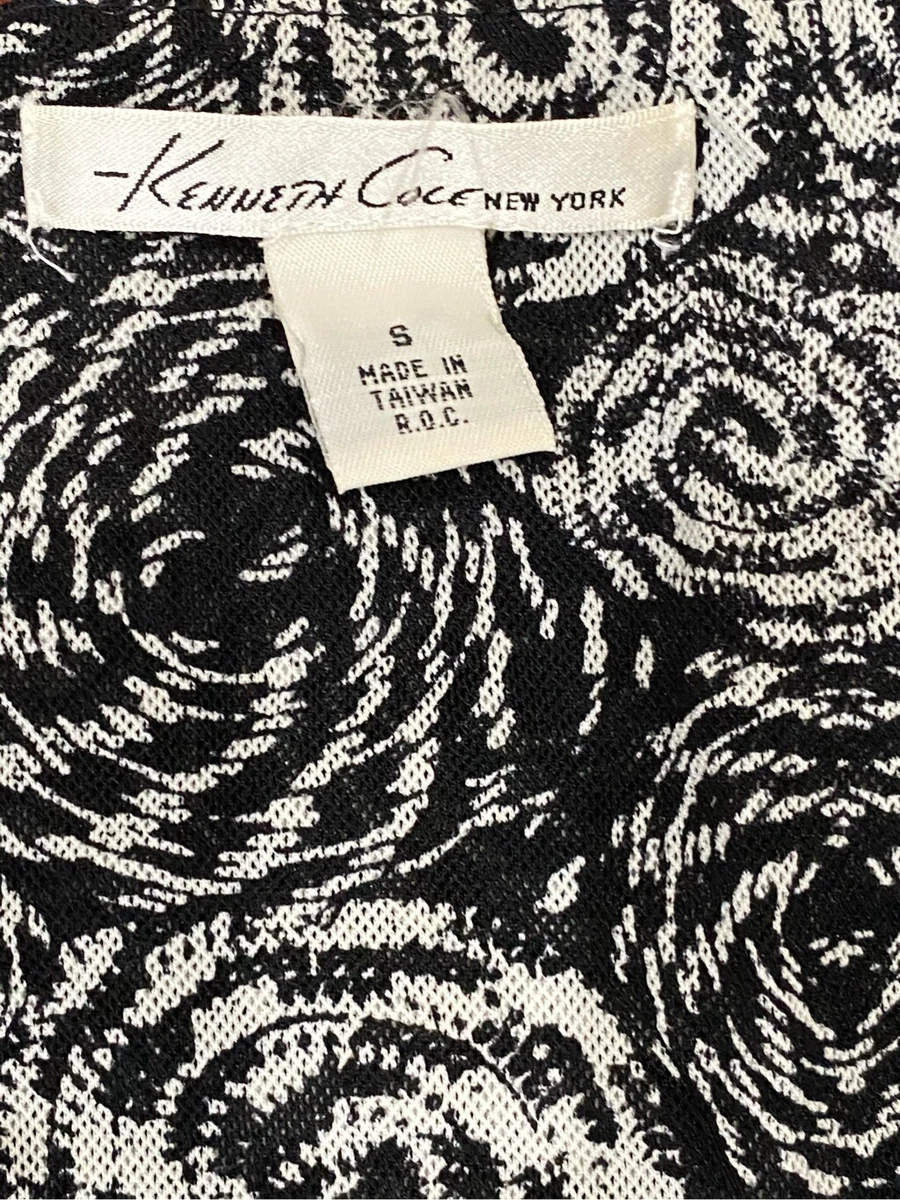 -Kenneth Cole NEW YORK
S
MADE IN
TAIWAN
R.O.C.